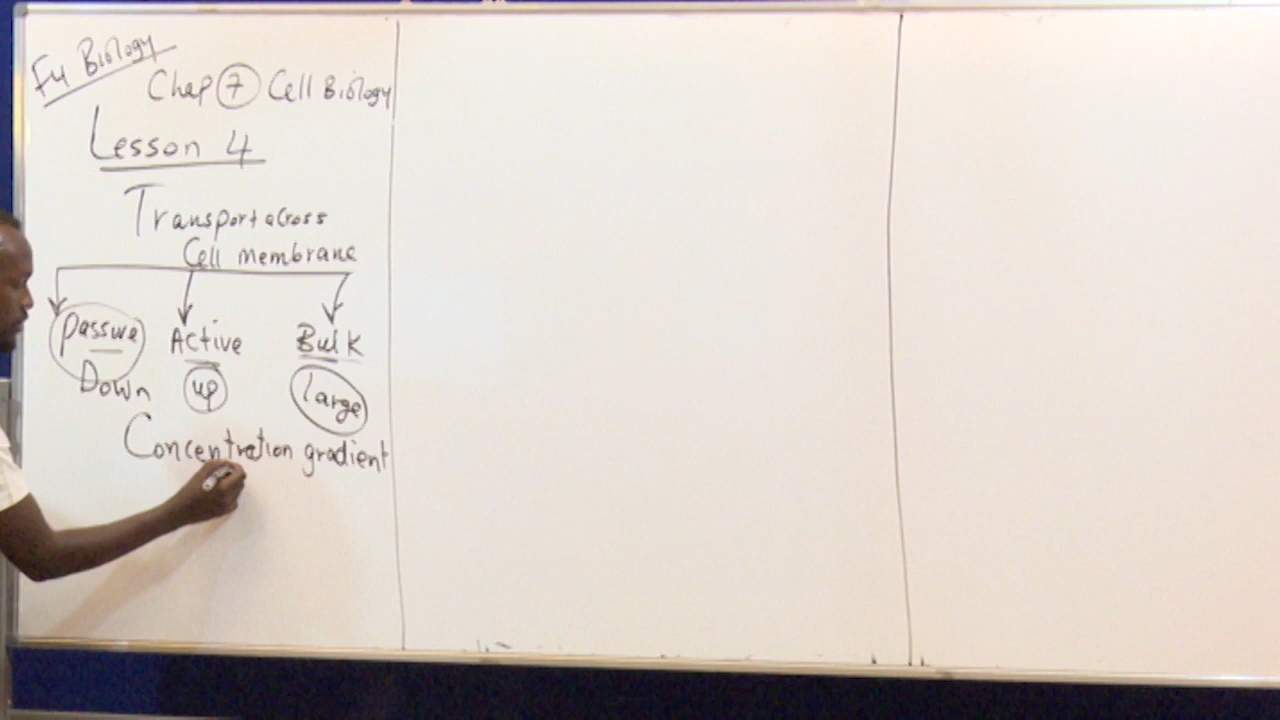 F4 Biology
Chap 7 Cell Biology
Lesson 4
Transport across
Cell membrane
Passive Active Bulk
Down up large
Concentration gradient